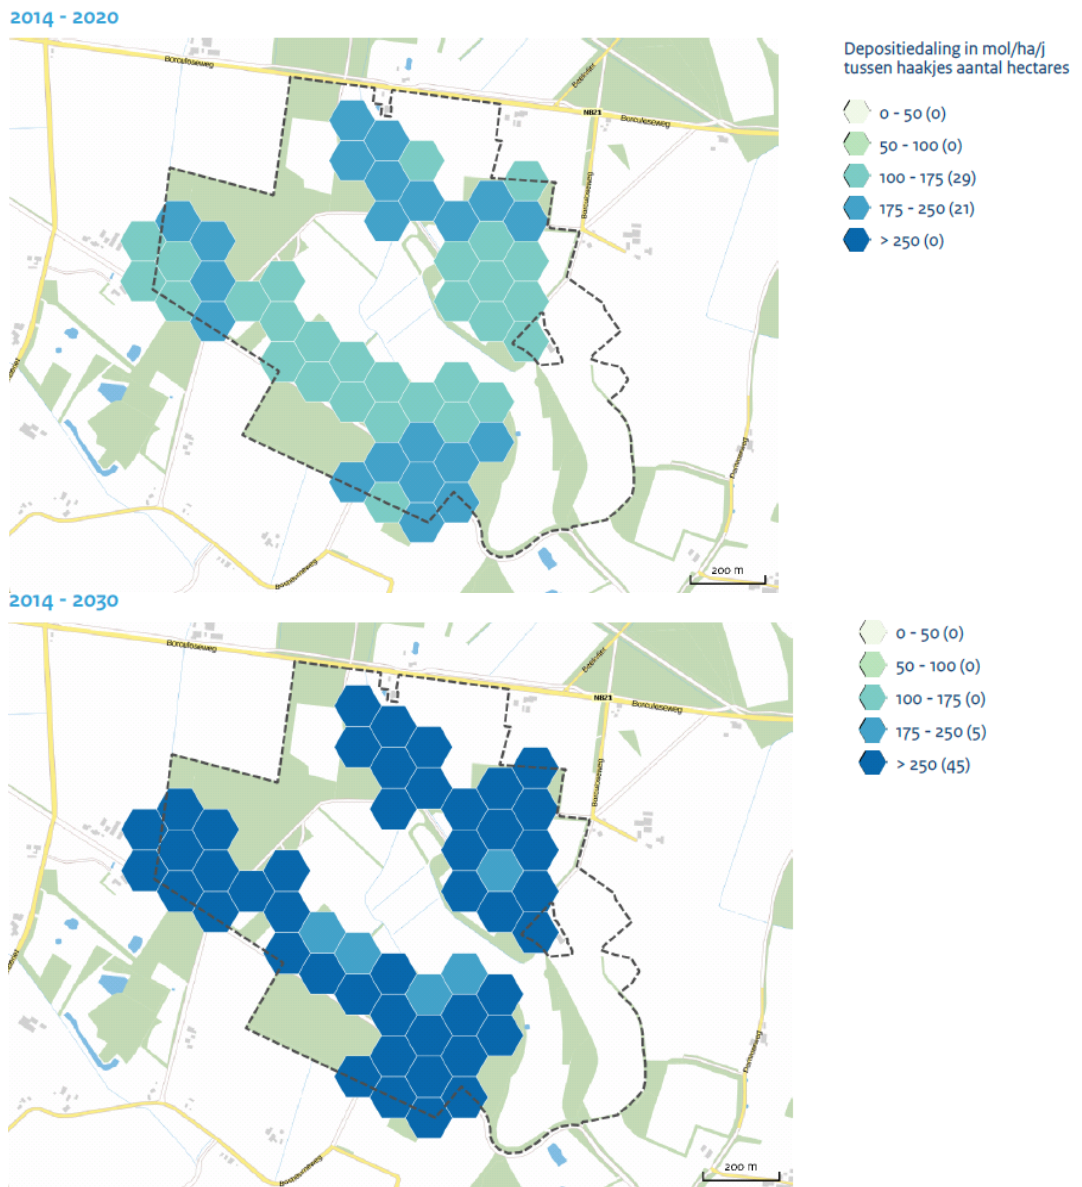 2014 - 2020
Depositiedaling in mol/ha/j
tussen haakjes aantal hectares
0 - 50 (0)
50 - 100 (0)
100 - 175 (29)
175 - 250 (21)
> 250 (0)
Borculoseweg
N821
Borculoseweg
Borculoseweg
200 m
2014 - 2030
0 - 50 (0)
50 - 100 (0)
100 - 175 (0)
175 - 250 (5)
> 250 (45)
Borculoseweg
N821
Borculoseweg
Borculoseweg
200 m